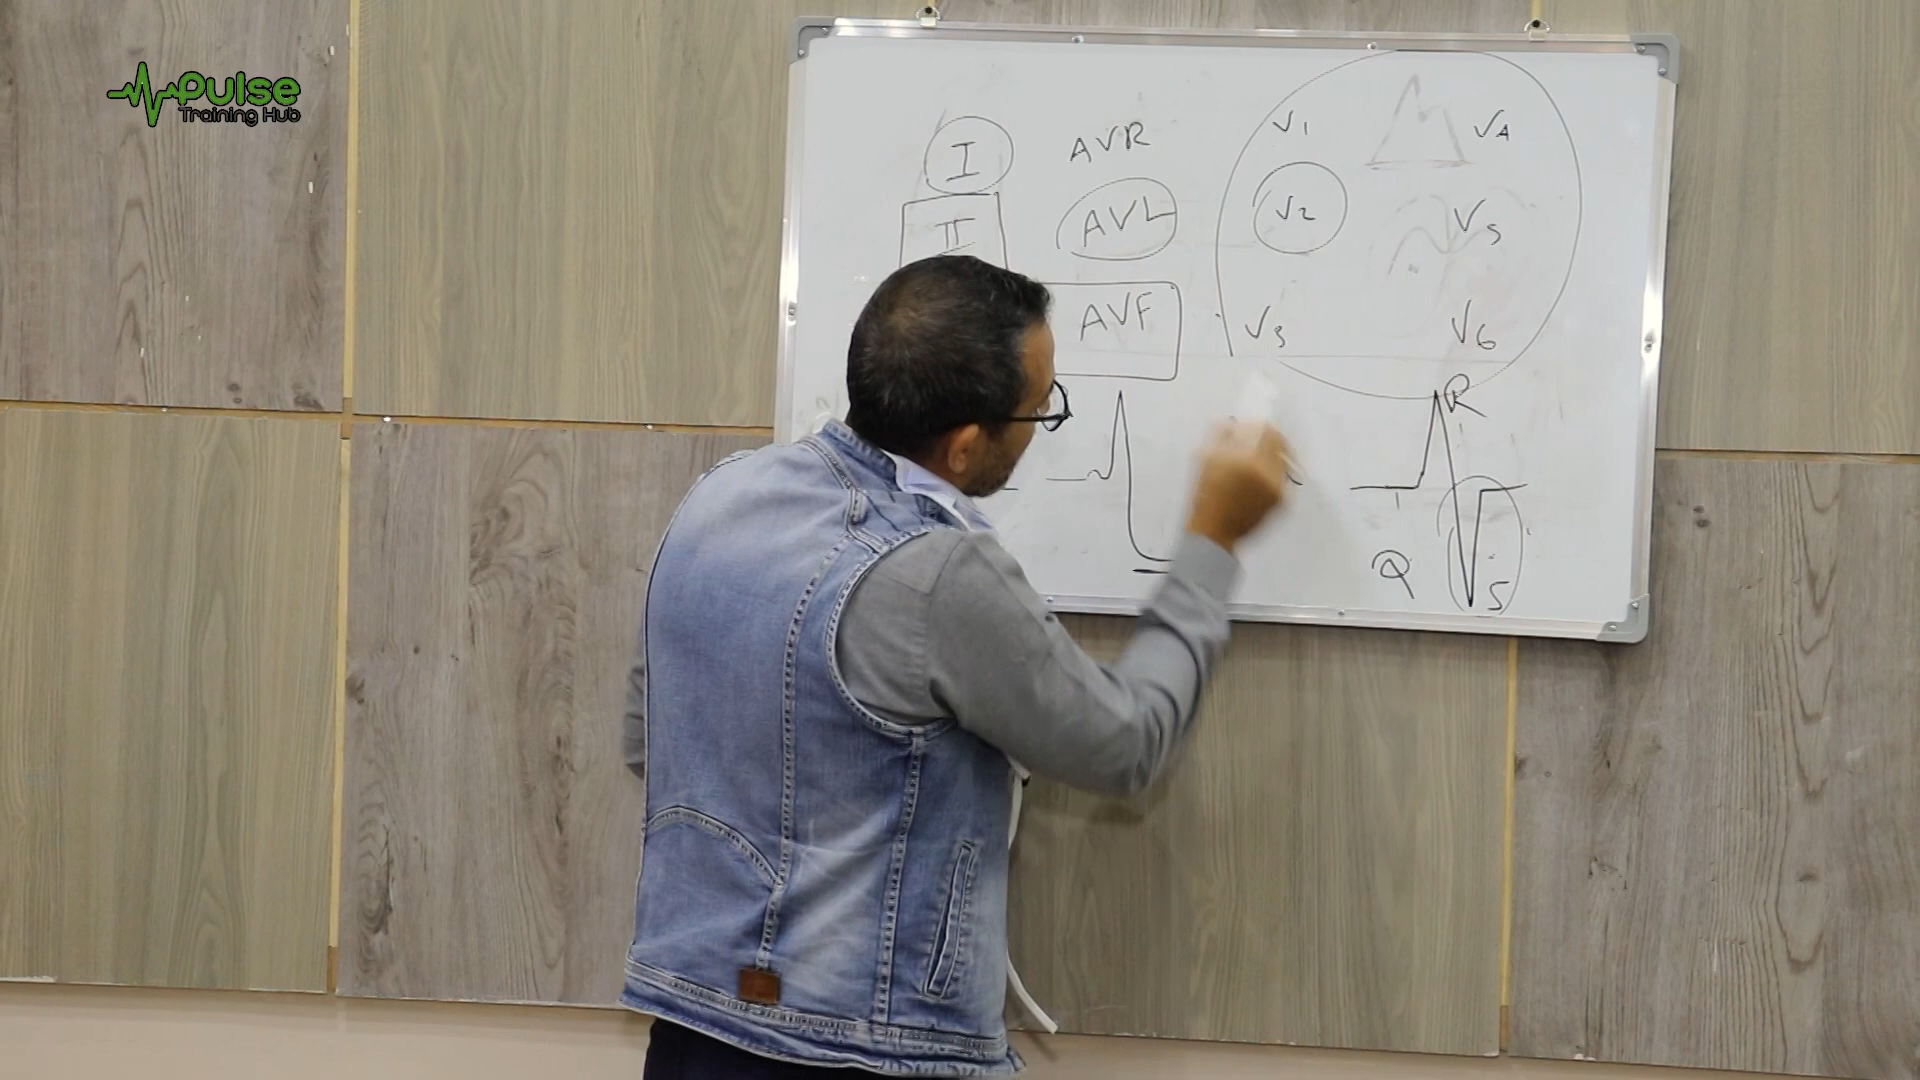 Pulse
Training Hub
I AVR V1 V4
II AVL V2 V5
AVF V3 V6
R
Q S